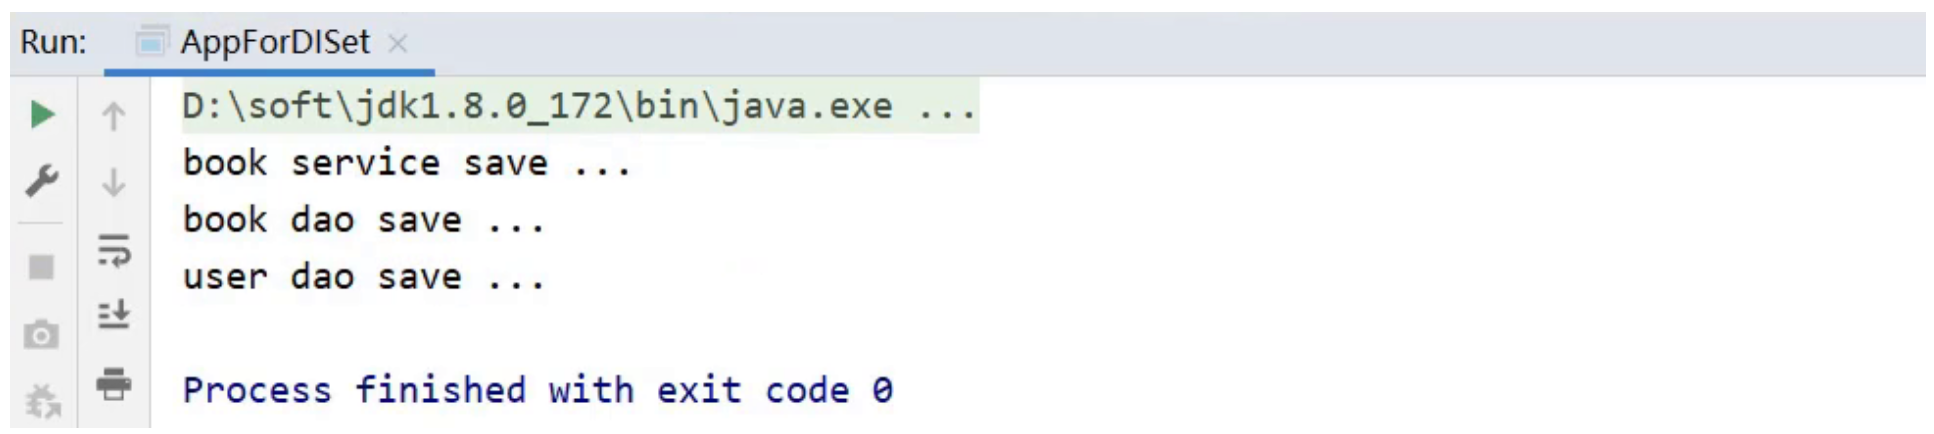 Run: AppForDISet
D:\soft\jdk1.8.0_172\bin\java.exe ...
book service save ...
book dao save ...
user dao save ...
Process finished with exit code 0